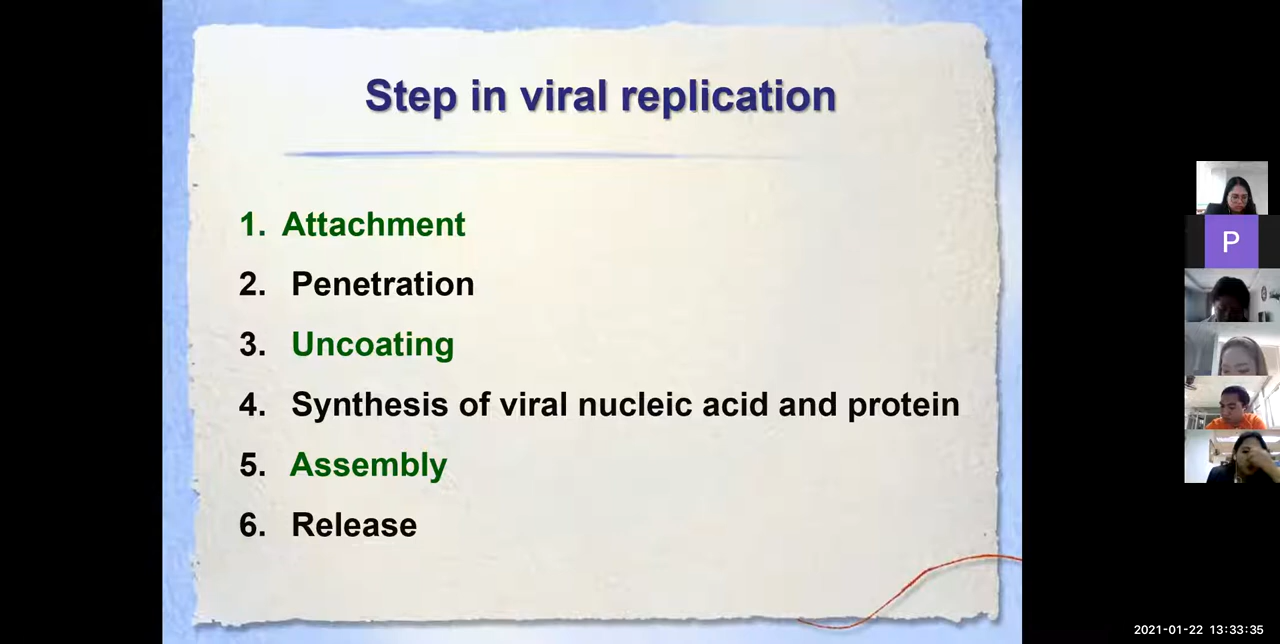 Step in viral replication
1. Attachment
2. Penetration
3. Uncoating
4. Synthesis of viral nucleic acid and protein
5. Assembly
6. Release
P
2021-01-22 13:33:35